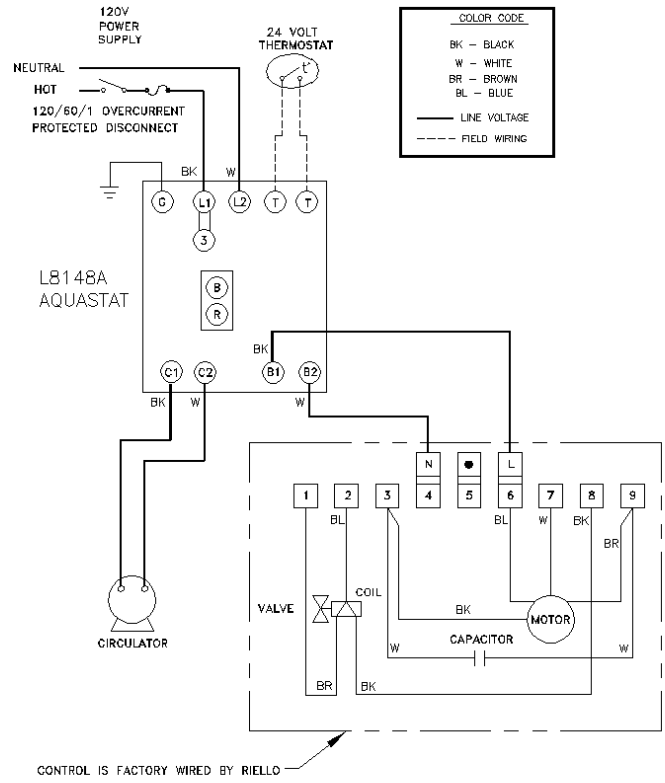 120V
POWER
SUPPLY
24 VOLT
THERMOSTAT
t°
NEUTRAL
HOT
120/60/1 OVERCURRENT
PROTECTED DISCONNECT
COLOR CODE
BK – BLACK
W – WHITE
BR – BROWN
BL – BLUE
LINE VOLTAGE
FIELD WIRING
BK W
G L1 L2 T T
3
L8148A
AQUASTAT
B
R
BK
C1 C2 B1 B2
BK W W
N L
1 2 3 4 5 6 7 8 9
BL BL W BK BR
VALVE
COIL
BK
MOTOR
CIRCULATOR
W CAPACITOR W
BR BK
CONTROL IS FACTORY WIRED BY RIELLO